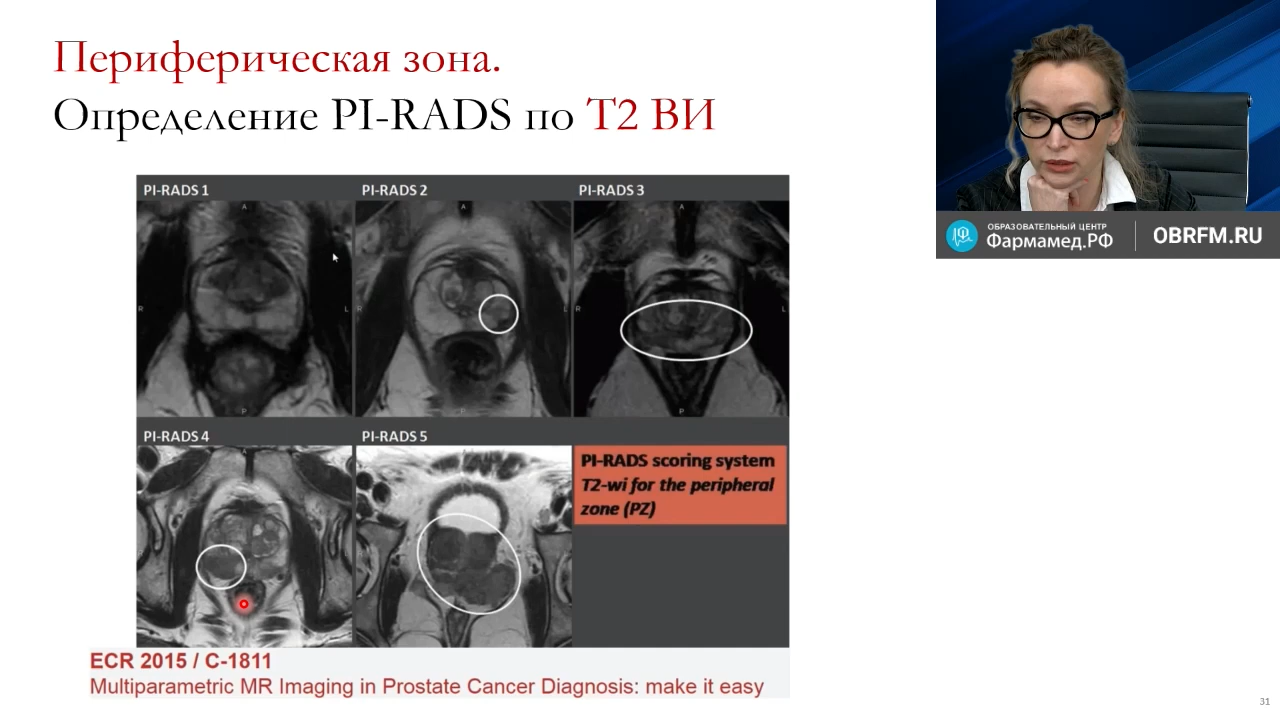 Периферическая зона.
Определение PI-RADS по Т2 ВИ
PI-RADS 1
PI-RADS 2
PI-RADS 3
A
A
A
R
L
R
R
L
P
P
P
PI-RADS 4
PI-RADS 5
PI-RADS scoring system
T2-wi for the peripheral
zone (PZ)
ECR 2015 / C-1811
Multiparametric MR Imaging in Prostate Cancer Diagnosis: make it easy
ОБРАЗОВАТЕЛЬНЫЙ ЦЕНТР
Фармамед.РФ
OBRFM.RU
31